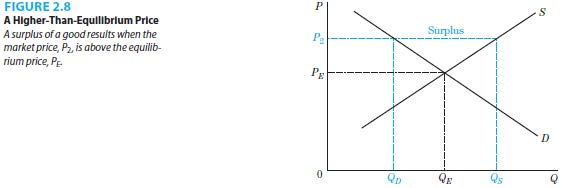 FIGURE 2.8
A Higher-Than-Equilibrium Price
A surplus of a good results when the
market price, P2, is above the equilib-
rium price, PE.
P
S
Surplus
P2
PE
D
0
QD
QE
QS
Q